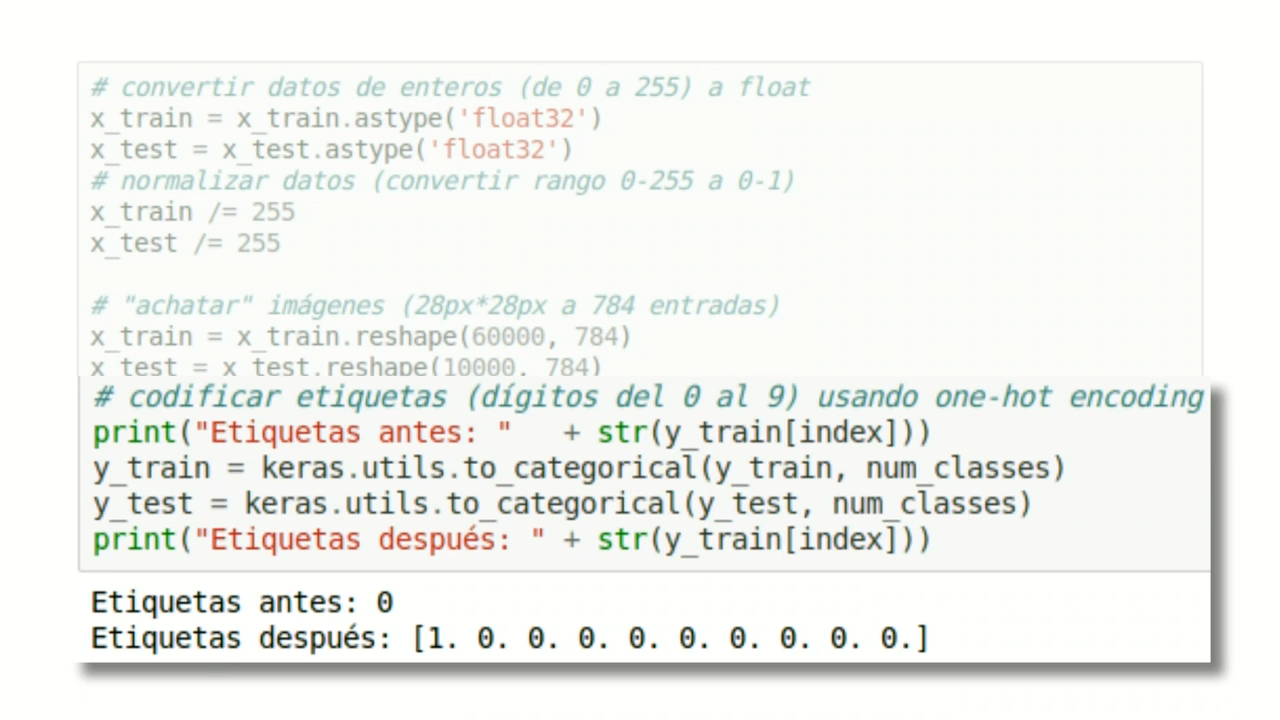 # convertir datos de enteros (de 0 a 255) a float
x_train = x_train.astype('float32')
x_test = x_test.astype('float32')
# normalizar datos (convertir rango 0-255 a 0-1)
x_train /= 255
x_test /= 255
# "achatar" imágenes (28px*28px a 784 entradas)
x_train = x_train.reshape(60000, 784)
x_test = x_test.reshape(10000, 784)
# codificar etiquetas (dígitos del 0 al 9) usando one-hot encoding
print("Etiquetas antes: "   + str(y_train[index]))
y_train = keras.utils.to_categorical(y_train, num_classes)
y_test = keras.utils.to_categorical(y_test, num_classes)
print("Etiquetas después: " + str(y_train[index]))
Etiquetas antes: 0
Etiquetas después: [1. 0. 0. 0. 0. 0. 0. 0. 0. 0.]